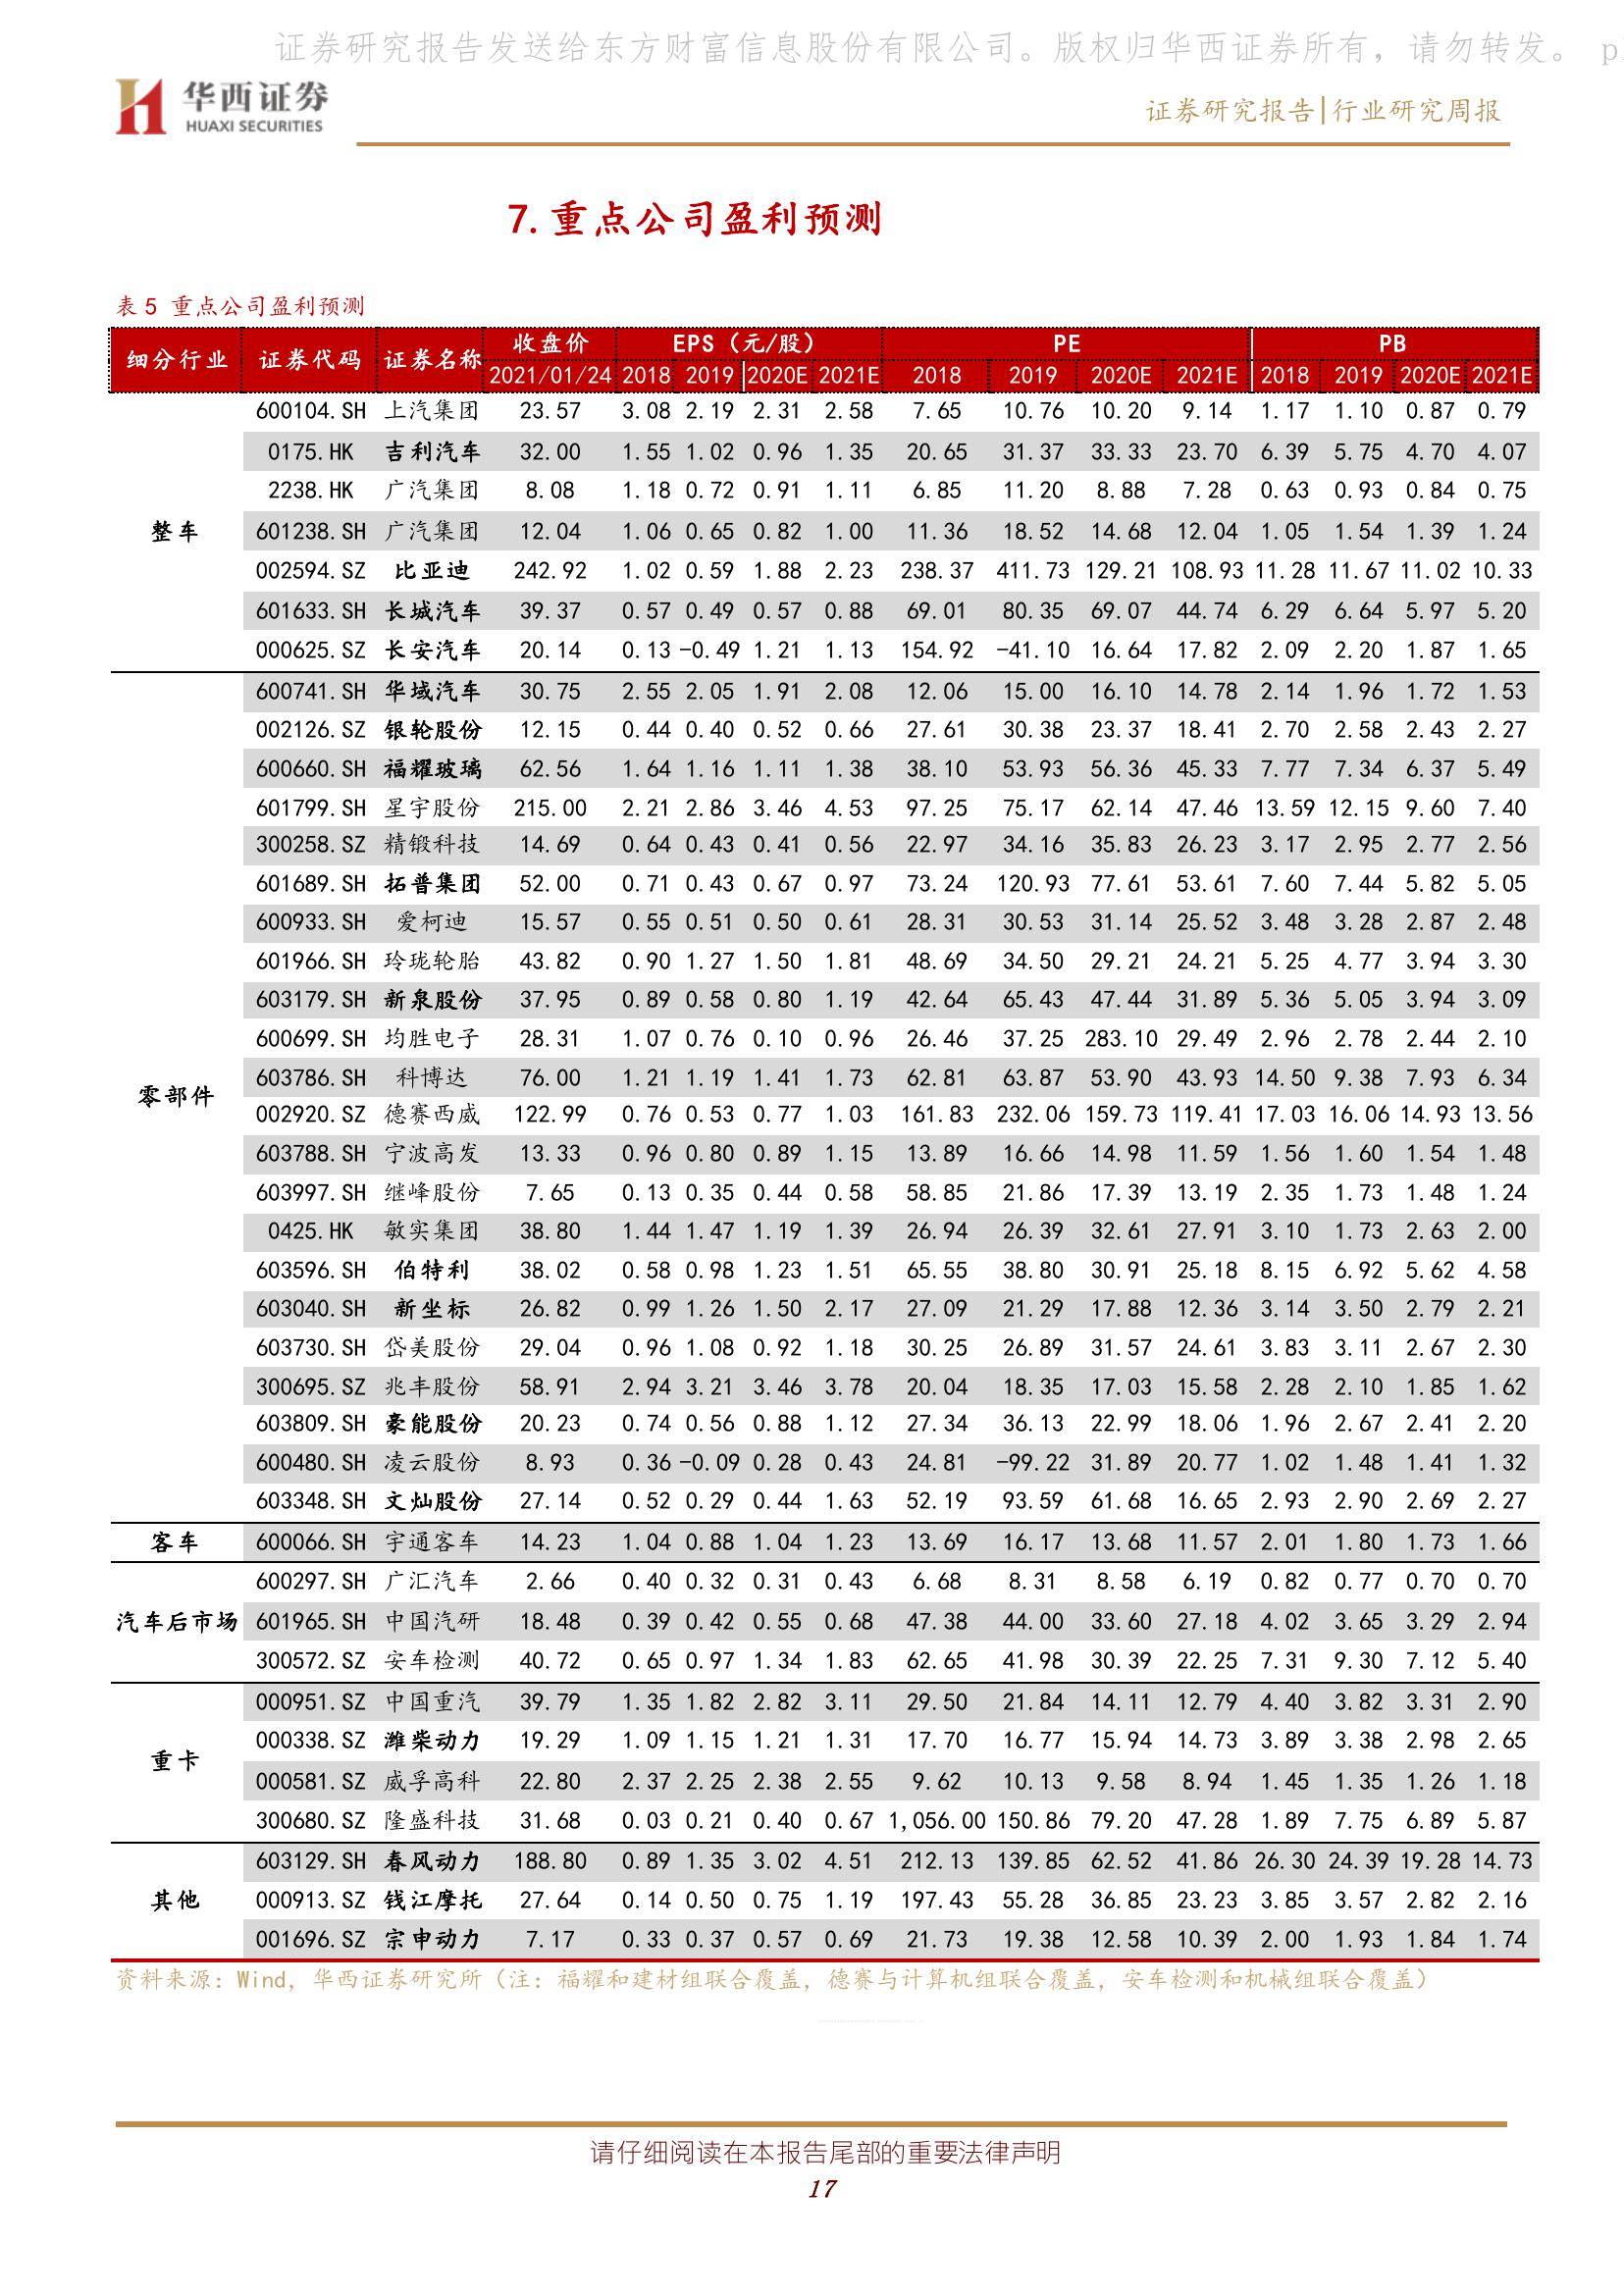 证券研究报告发送给东方财富信息股份有限公司。版权归华西证券所有，请勿转发。 p
华西证券
HUAXI SECURITIES
证券研究报告|行业研究周报
7. 重点公司盈利预测
表 5 重点公司盈利预测
细分行业 证券代码 证券名称 收盘价 EPS（元/股） PE PB
2021/01/24 2018 2019 2020E 2021E 2018 2019 2020E 2021E 2018 2019 2020E 2021E
600104.SH 上汽集团 23.57 3.08 2.19 2.31 2.58 7.65 10.76 10.20 9.14 1.17 1.10 0.87 0.79
0175.HK 吉利汽车 32.00 1.55 1.02 0.96 1.35 20.65 31.37 33.33 23.70 6.39 5.75 4.70 4.07
2238.HK 广汽集团 8.08 1.18 0.72 0.91 1.11 6.85 11.20 8.88 7.28 0.63 0.93 0.84 0.75
整车 601238.SH 广汽集团 12.04 1.06 0.65 0.82 1.00 11.36 18.52 14.68 12.04 1.05 1.54 1.39 1.24
002594.SZ 比亚迪 242.92 1.02 0.59 1.88 2.23 238.37 411.73 129.21 108.93 11.28 11.67 11.02 10.33
601633.SH 长城汽车 39.37 0.57 0.49 0.57 0.88 69.01 80.35 69.07 44.74 6.29 6.64 5.97 5.20
000625.SZ 长安汽车 20.14 0.13 -0.49 1.21 1.13 154.92 -41.10 16.64 17.82 2.09 2.20 1.87 1.65
600741.SH 华域汽车 30.75 2.55 2.05 1.91 2.08 12.06 15.00 16.10 14.78 2.14 1.96 1.72 1.53
002126.SZ 银轮股份 12.15 0.44 0.40 0.52 0.66 27.61 30.38 23.37 18.41 2.70 2.58 2.43 2.27
600660.SH 福耀玻璃 62.56 1.64 1.16 1.11 1.38 38.10 53.93 56.36 45.33 7.77 7.34 6.37 5.49
601799.SH 星宇股份 215.00 2.21 2.86 3.46 4.53 97.25 75.17 62.14 47.46 13.59 12.15 9.60 7.40
300258.SZ 精锻科技 14.69 0.64 0.43 0.41 0.56 22.97 34.16 35.83 26.23 3.17 2.95 2.77 2.56
601689.SH 拓普集团 52.00 0.71 0.43 0.67 0.97 73.24 120.93 77.61 53.61 7.60 7.44 5.82 5.05
600933.SH 爱柯迪 15.57 0.55 0.51 0.50 0.61 28.31 30.53 31.14 25.52 3.48 3.28 2.87 2.48
601966.SH 玲珑轮胎 43.82 0.90 1.27 1.50 1.81 48.69 34.50 29.21 24.21 5.25 4.77 3.94 3.30
603179.SH 新泉股份 37.95 0.89 0.58 0.80 1.19 42.64 65.43 47.44 31.89 5.36 5.05 3.94 3.09
600699.SH 均胜电子 28.31 1.07 0.76 0.10 0.96 26.46 37.25 283.10 29.49 2.96 2.78 2.44 2.10
零部件 603786.SH 科博达 76.00 1.21 1.19 1.41 1.73 62.81 63.87 53.90 43.93 14.50 9.38 7.93 6.34
002920.SZ 德赛西威 122.99 0.76 0.53 0.77 1.03 161.83 232.06 159.73 119.41 17.03 16.06 14.93 13.56
603788.SH 宁波高发 13.33 0.96 0.80 0.89 1.15 13.89 16.66 14.98 11.59 1.56 1.60 1.54 1.48
603997.SH 继峰股份 7.65 0.13 0.35 0.44 0.58 58.85 21.86 17.39 13.19 2.35 1.73 1.48 1.24
0425.HK 敏实集团 38.80 1.44 1.47 1.19 1.39 26.94 26.39 32.61 27.91 3.10 1.73 2.63 2.00
603596.SH 伯特利 38.02 0.58 0.98 1.23 1.51 65.55 38.80 30.91 25.18 8.15 6.92 5.62 4.58
603040.SH 新坐标 26.82 0.99 1.26 1.50 2.17 27.09 21.29 17.88 12.36 3.14 3.50 2.79 2.21
603730.SH 岱美股份 29.04 0.96 1.08 0.92 1.18 30.25 26.89 31.57 24.61 3.83 3.11 2.67 2.30
300695.SZ 兆丰股份 58.91 2.94 3.21 3.46 3.78 20.04 18.35 17.03 15.58 2.28 2.10 1.85 1.62
603809.SH 豪能股份 20.23 0.74 0.56 0.88 1.12 27.34 36.13 22.99 18.06 1.96 2.67 2.41 2.20
600480.SH 凌云股份 8.93 0.36 -0.09 0.28 0.43 24.81 -99.22 31.89 20.77 1.02 1.48 1.41 1.32
603348.SH 文灿股份 27.14 0.52 0.29 0.44 1.63 52.19 93.59 61.68 16.65 2.93 2.90 2.69 2.27
客车 600066.SH 宇通客车 14.23 1.04 0.88 1.04 1.23 13.69 16.17 13.68 11.57 2.01 1.80 1.73 1.66
600297.SH 广汇汽车 2.66 0.40 0.32 0.31 0.43 6.68 8.31 8.58 6.19 0.82 0.77 0.70 0.70
汽车后市场 601965.SH 中国汽研 18.48 0.39 0.42 0.55 0.68 47.38 44.00 33.60 27.18 4.02 3.65 3.29 2.94
300572.SZ 安车检测 40.72 0.65 0.97 1.34 1.83 62.65 41.98 30.39 22.25 7.31 9.30 7.12 5.40
000951.SZ 中国重汽 39.79 1.35 1.82 2.82 3.11 29.50 21.84 14.11 12.79 4.40 3.82 3.31 2.90
000338.SZ 潍柴动力 19.29 1.09 1.15 1.21 1.31 17.70 16.77 15.94 14.73 3.89 3.38 2.98 2.65
重卡 000581.SZ 威孚高科 22.80 2.37 2.25 2.38 2.55 9.62 10.13 9.58 8.94 1.45 1.35 1.26 1.18
300680.SZ 隆盛科技 31.68 0.03 0.21 0.40 0.67 1,056.00 150.86 79.20 47.28 1.89 7.75 6.89 5.87
603129.SH 春风动力 188.80 0.89 1.35 3.02 4.51 212.13 139.85 62.52 41.86 26.30 24.39 19.28 14.73
其他 000913.SZ 钱江摩托 27.64 0.14 0.50 0.75 1.19 197.43 55.28 36.85 23.23 3.85 3.57 2.82 2.16
001696.SZ 宗申动力 7.17 0.33 0.37 0.57 0.69 21.73 19.38 12.58 10.39 2.00 1.93 1.84 1.74
资料来源：Wind，华西证券研究所（注：福耀和建材组联合覆盖，德赛与计算机组联合覆盖，安车检测和机械组联合覆盖）
请仔细阅读在本报告尾部的重要法律声明
17